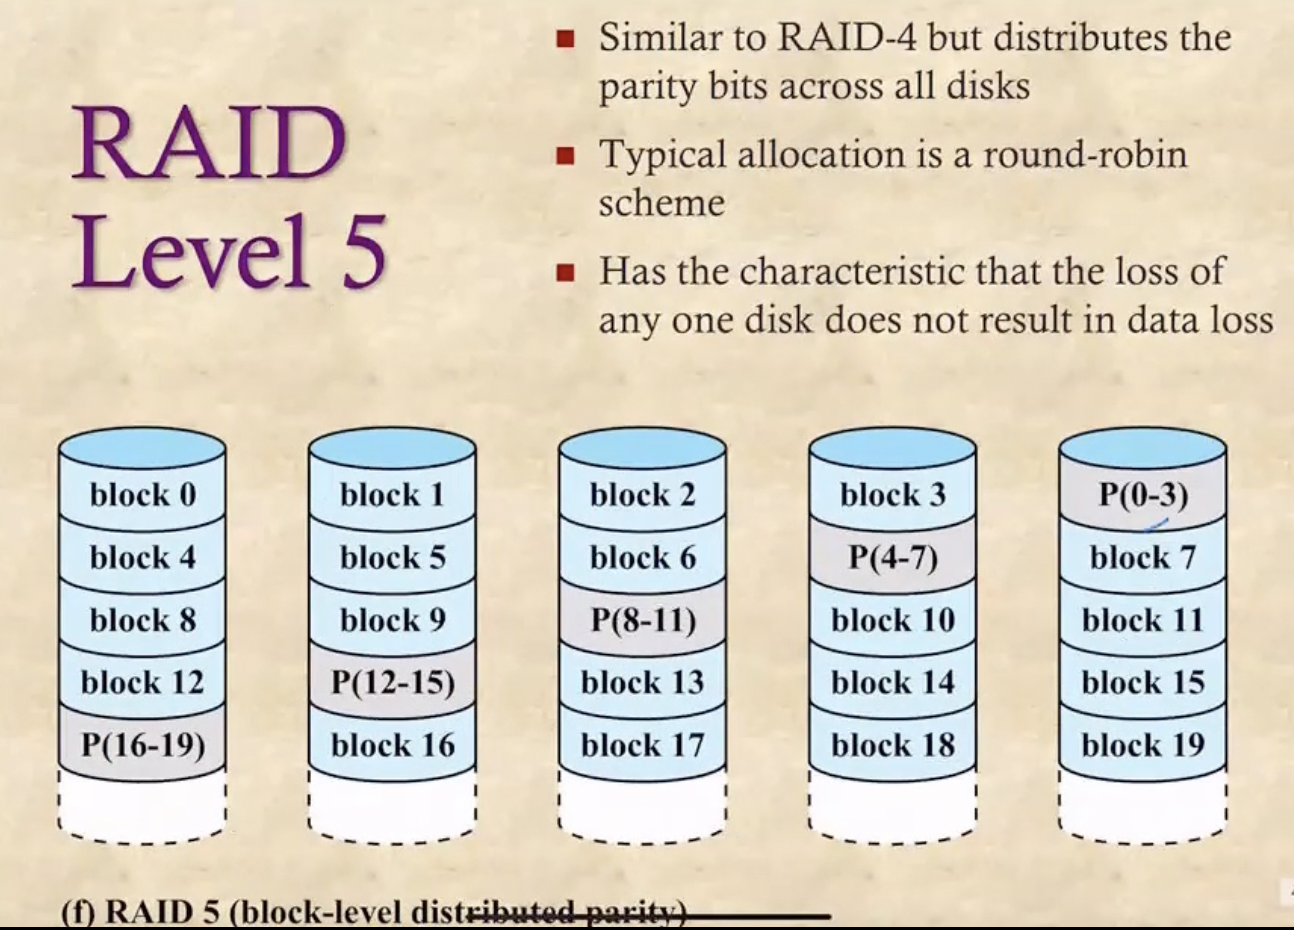 RAID
Level 5
▪ Similar to RAID-4 but distributes the
parity bits across all disks
▪ Typical allocation is a round-robin
scheme
▪ Has the characteristic that the loss of
any one disk does not result in data loss
block 0 block 1 block 2 block 3 P(0-3)
block 4 block 5 block 6 P(4-7) block 7
block 8 block 9 P(8-11) block 10 block 11
block 12 P(12-15) block 13 block 14 block 15
P(16-19) block 16 block 17 block 18 block 19
(f) RAID 5 (block-level distributed parity)